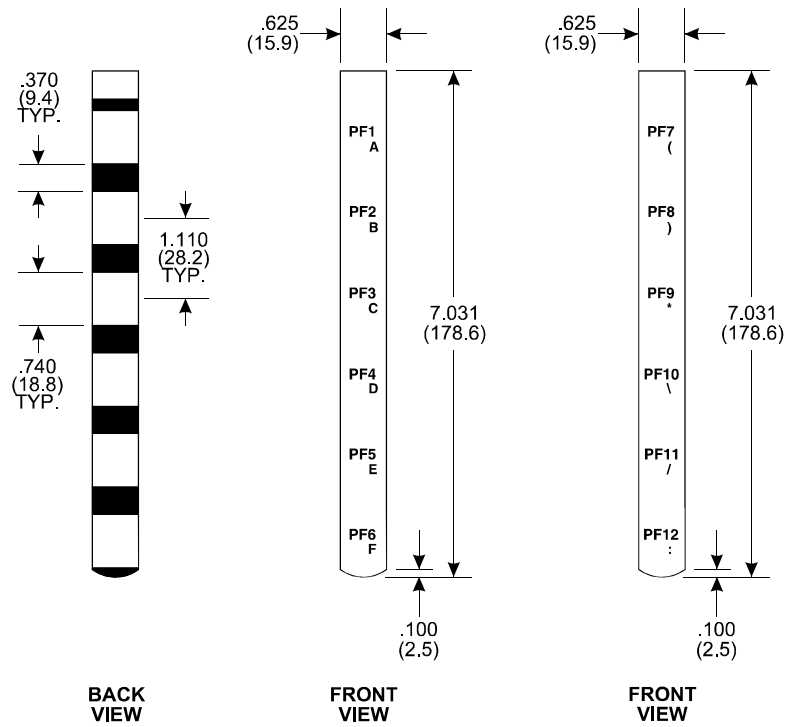 .370
(9.4)
TYP.
1.110
(28.2)
TYP.
.740
(18.8)
TYP.
BACK
VIEW
.625
(15.9)
PF1
A
PF2
B
PF3
C
PF4
D
PF5
E
PF6
F
7.031
(178.6)
.100
(2.5)
FRONT
VIEW
.625
(15.9)
PF7
(
PF8
)
PF9
*
PF10
\
PF11
/
PF12
:
7.031
(178.6)
.100
(2.5)
FRONT
VIEW